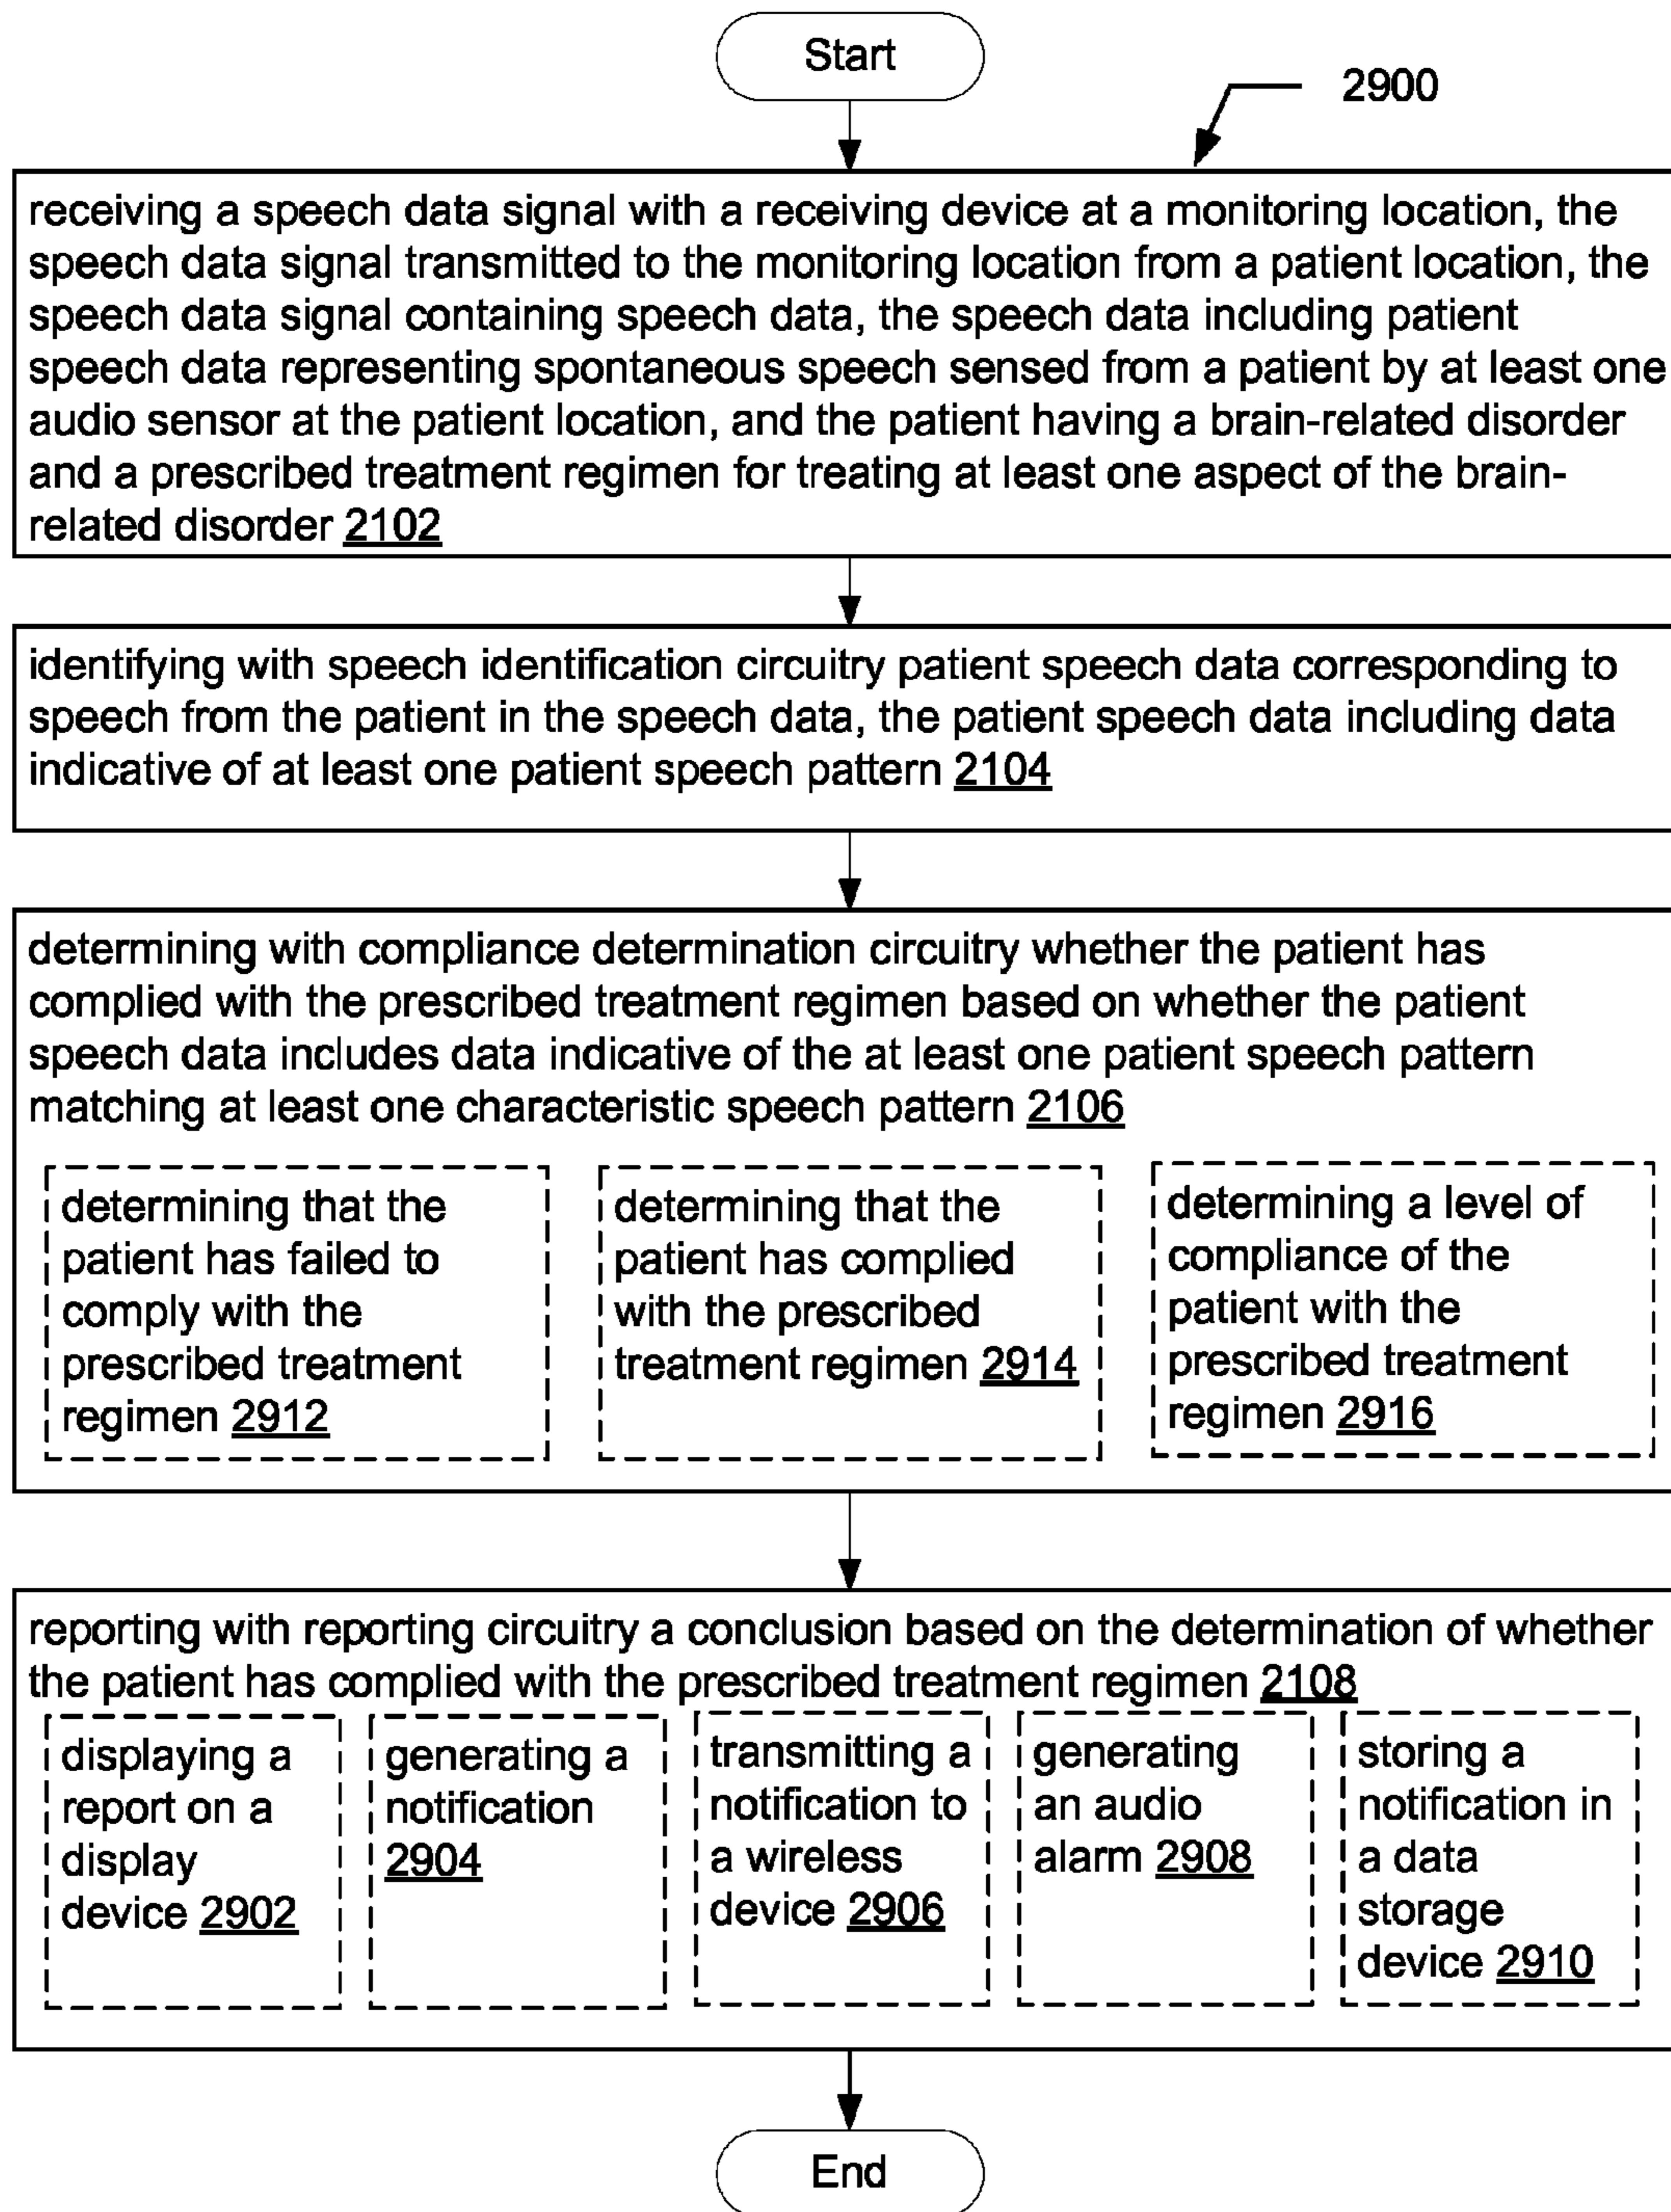 Start
2900
receiving a speech data signal with a receiving device at a monitoring location, the
speech data signal transmitted to the monitoring location from a patient location, the
speech data signal containing speech data, the speech data including patient
speech data representing spontaneous speech sensed from a patient by at least one
audio sensor at the patient location, and the patient having a brain-related disorder
and a prescribed treatment regimen for treating at least one aspect of the brain-
related disorder 2102
identifying with speech identification circuitry patient speech data corresponding to
speech from the patient in the speech data, the patient speech data including data
indicative of at least one patient speech pattern 2104
determining with compliance determination circuitry whether the patient has
complied with the prescribed treatment regimen based on whether the patient
speech data includes data indicative of the at least one patient speech pattern
matching at least one characteristic speech pattern 2106
determining that the
patient has failed to
comply with the
prescribed treatment
regimen 2912
determining that the
patient has complied
with the prescribed
treatment regimen 2914
determining a level of
compliance of the
patient with the
prescribed treatment
regimen 2916
reporting with reporting circuitry a conclusion based on the determination of whether
the patient has complied with the prescribed treatment regimen 2108
displaying a
report on a
display
device 2902
generating a
notification
2904
transmitting a
notification to
a wireless
device 2906
generating
an audio
alarm 2908
storing a
notification in
a data
storage
device 2910
End